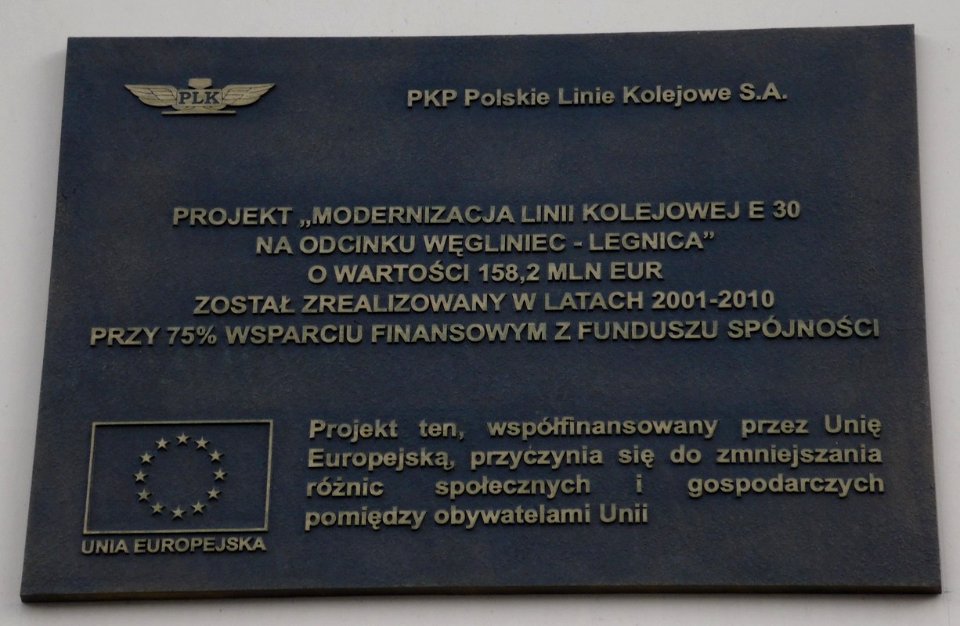 PLK
PKP Polskie Linie Kolejowe S.A.
PROJEKT „MODERNIZACJA LINII KOLEJOWEJ E 30
NA ODCINKU WĘGLINIEC - LEGNICA”
O WARTOŚCI 158,2 MLN EUR
ZOSTAŁ ZREALIZOWANY W LATACH 2001-2010
PRZY 75% WSPARCIU FINANSOWYM Z FUNDUSZU SPÓJNOŚCI
Projekt ten, współfinansowany przez Unię
Europejską, przyczynia się do zmniejszania
różnic społecznych i gospodarczych
pomiędzy obywatelami Unii
UNIA EUROPEJSKA